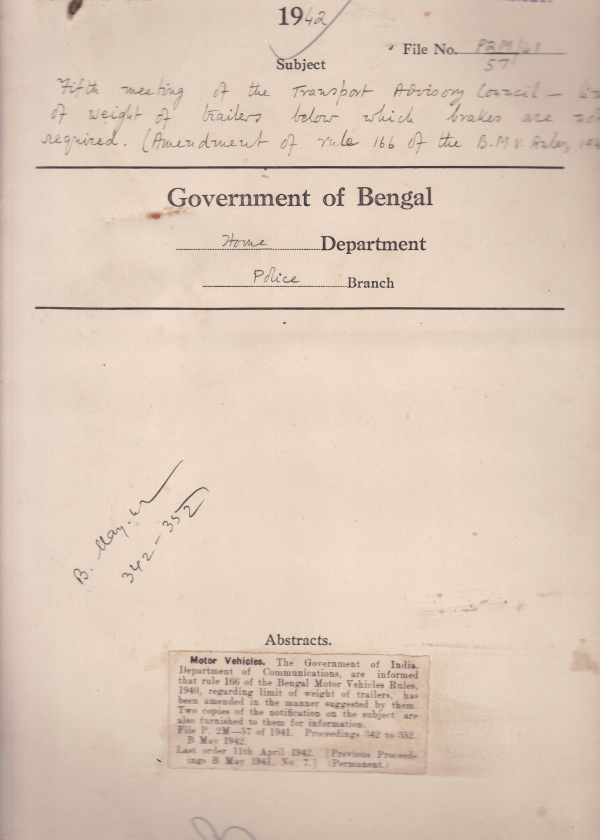 1942
File No. P2M/41
57
Subject
Fifth meeting of the Transport Advisory Council —
of weight of trailers below which brakes are not
required. (Amendment of rule 166 of the B.M.V. Rules, 194
Government of Bengal
Home Department
Police Branch
B. May. 42
342 - 352
Abstracts.
Motor Vehicles. The Government of India,
Department of Communications, are informed
that rule 166 of the Bengal Motor Vehicles Rules,
1940, regarding limit of weight of trailers, has
been amended in the manner suggested by them.
Two copies of the notification on the subject are
also furnished to them for information.
File P. 2M—57 of 1941. Proceedings 342 to 352.
B May 1942.
Last order 11th April 1942. [Previous Proceed-
ings B May 1941, No. 7.] (Permanent.)